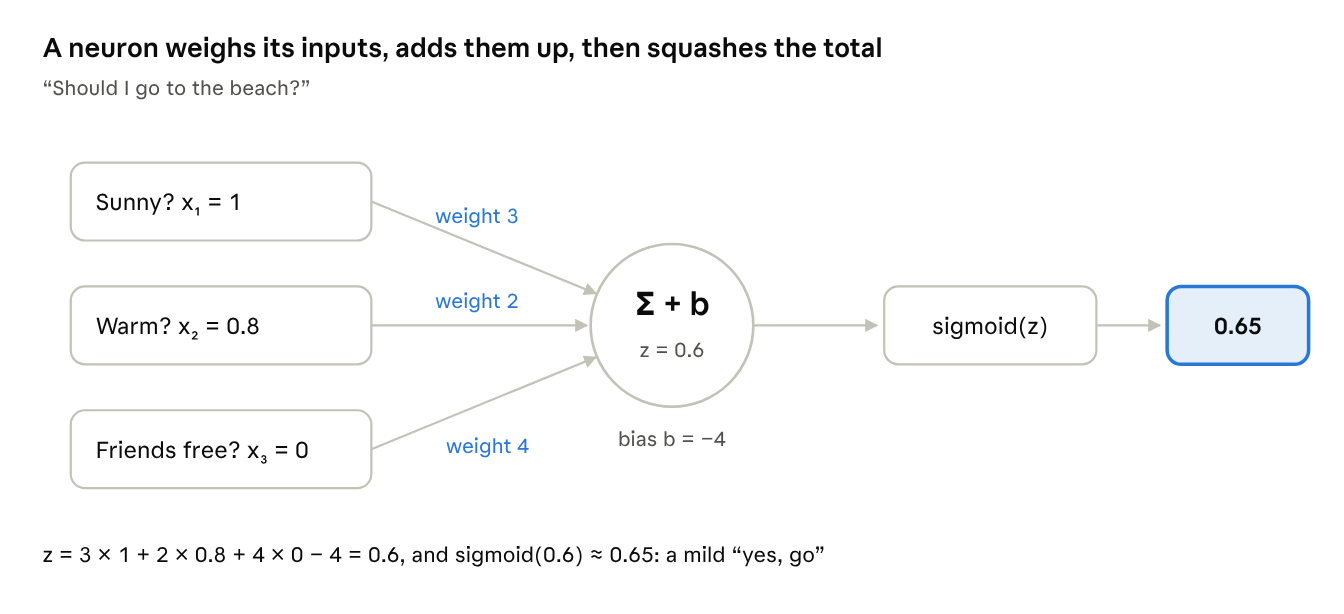 A neuron weighs its inputs, adds them up, then squashes the total
“Should I go to the beach?”
Sunny? x₁ = 1
weight 3
Warm? x₂ = 0.8
weight 2
Friends free? x₃ = 0
weight 4
Σ + b
z = 0.6
bias b = −4
sigmoid(z)
0.65
z = 3 × 1 + 2 × 0.8 + 4 × 0 − 4 = 0.6, and sigmoid(0.6) ≈ 0.65: a mild “yes, go”